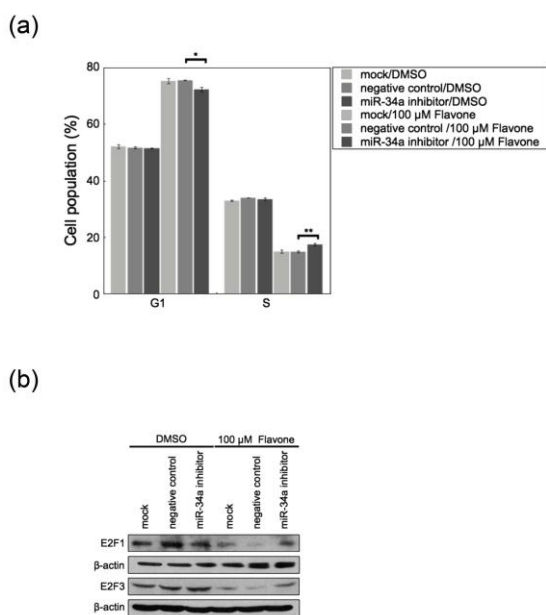 (a)
80
60
40
20
0
Cell population (%)
*
**
G1
S
mock/DMSO
negative control/DMSO
miR-34a inhibitor/DMSO
mock/100 μM Flavone
negative control /100 μM Flavone
miR-34a inhibitor /100 μM Flavone
(b)
DMSO
100 μM Flavone
mock
negative control
miR-34a inhibitor
mock
negative control
miR-34a inhibitor
E2F1
β-actin
E2F3
β-actin